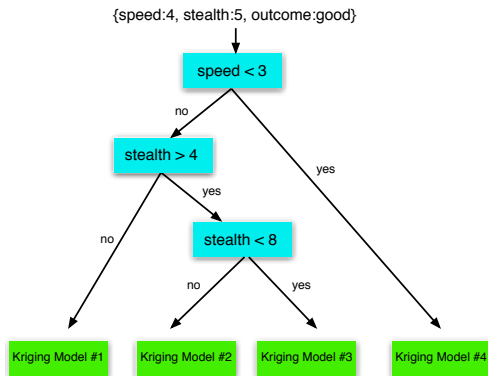 {speed:4, stealth:5, outcome:good}
speed < 3
no
yes
stealth > 4
no
yes
stealth < 8
no
yes
Kriging Model #1
Kriging Model #2
Kriging Model #3
Kriging Model #4